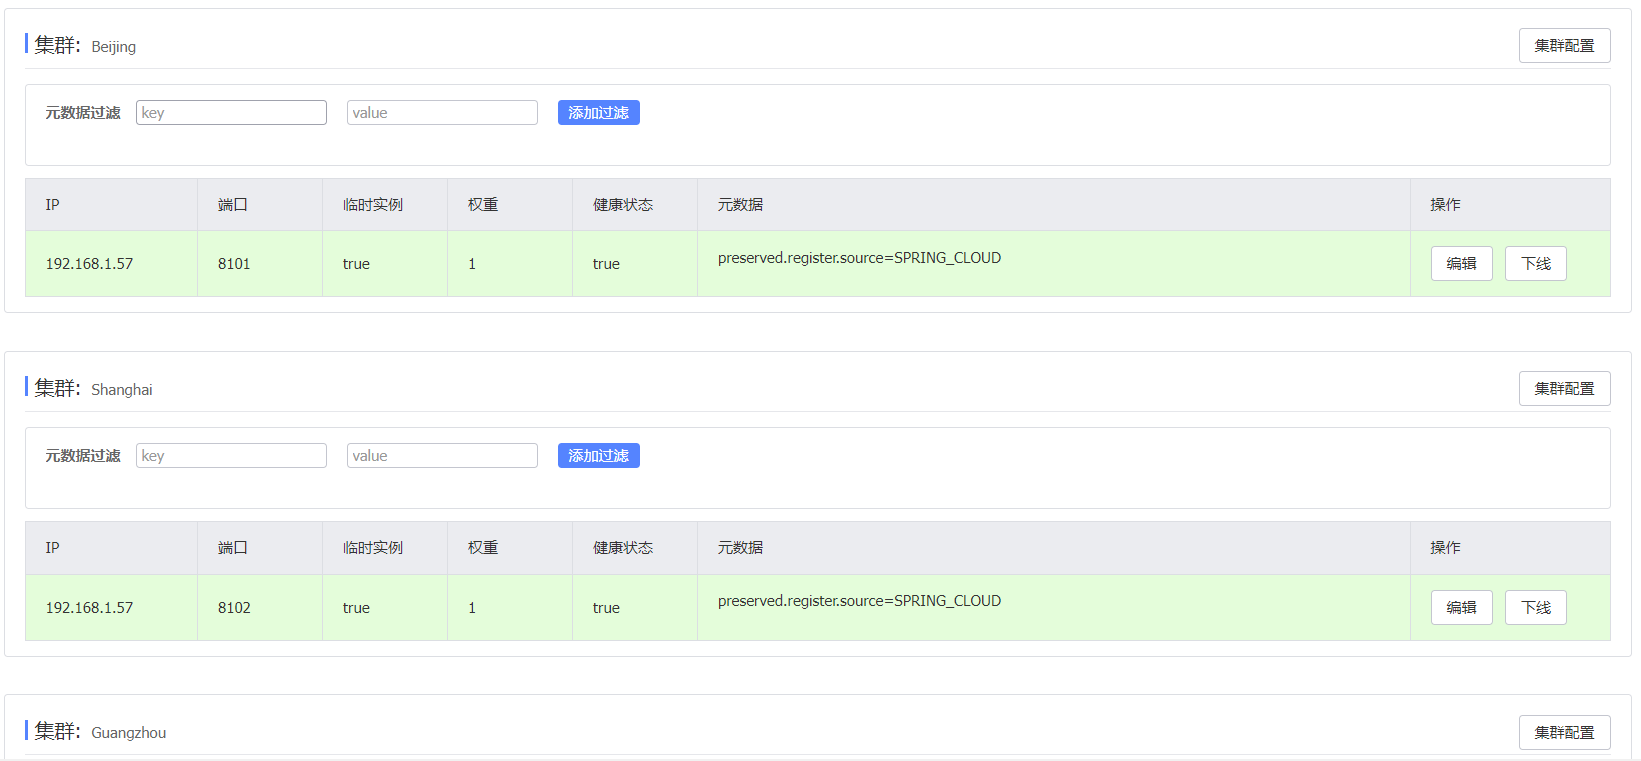 集群: Beijing 集群配置
元数据过滤 key value 添加过滤
IP 端口 临时实例 权重 健康状态 元数据 操作
192.168.1.57 8101 true 1 true preserved.register.source=SPRING_CLOUD 编辑 下线
集群: Shanghai 集群配置
元数据过滤 key value 添加过滤
IP 端口 临时实例 权重 健康状态 元数据 操作
192.168.1.57 8102 true 1 true preserved.register.source=SPRING_CLOUD 编辑 下线
集群: Guangzhou 集群配置